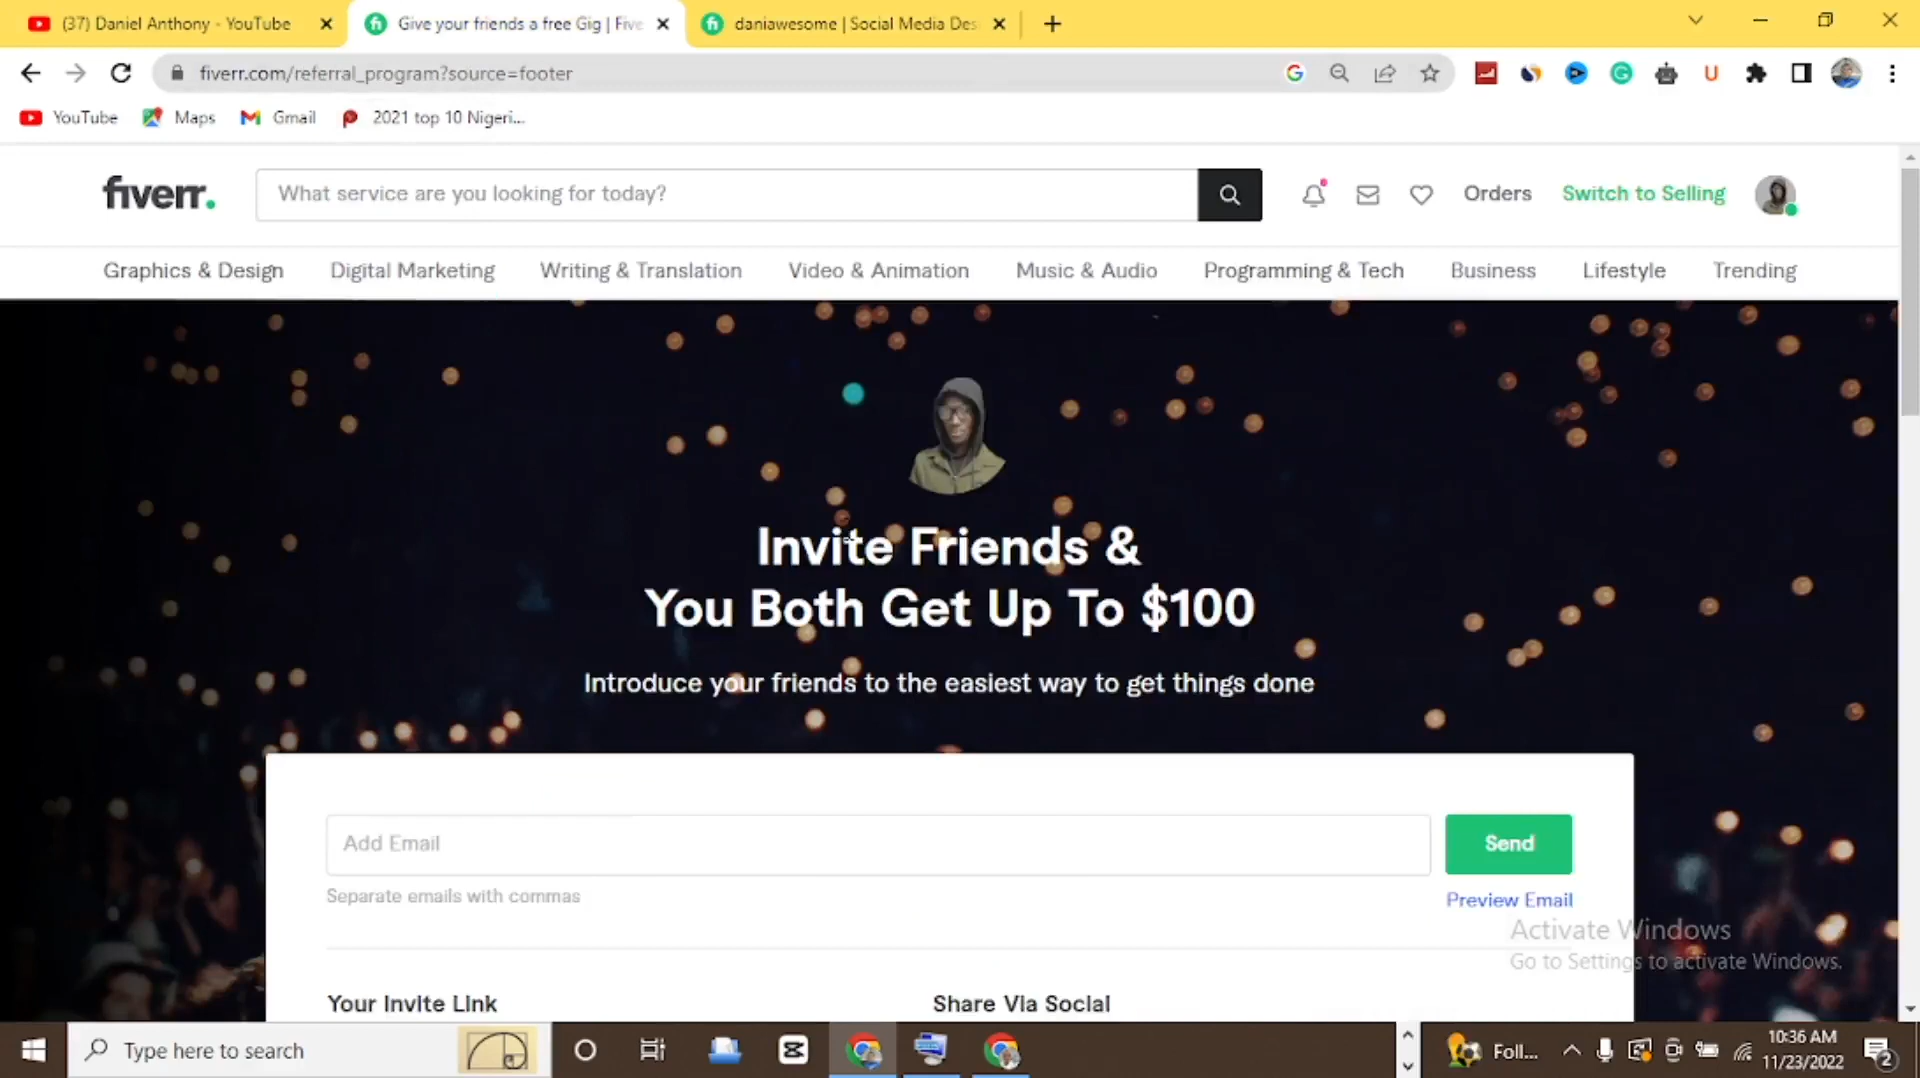 (37) Daniel Anthony - YouTube
Give your friends a free Gig | Five
daniawesome | Social Media Des
fiverr.com/referral_program?source=footer
YouTube
Maps
Gmail
2021 top 10 Nigeri...
fiverr.
What service are you looking for today?
Orders
Switch to Selling
Graphics & Design
Digital Marketing
Writing & Translation
Video & Animation
Music & Audio
Programming & Tech
Business
Lifestyle
Trending
Invite Friends &
You Both Get Up To $100
Introduce your friends to the easiest way to get things done
Add Email
Send
Separate emails with commas
Preview Email
Activate Windows
Go to Settings to activate Windows.
Your Invite Link
Share Via Social
Type here to search
Foll...
10:36 AM
11/23/2022
2